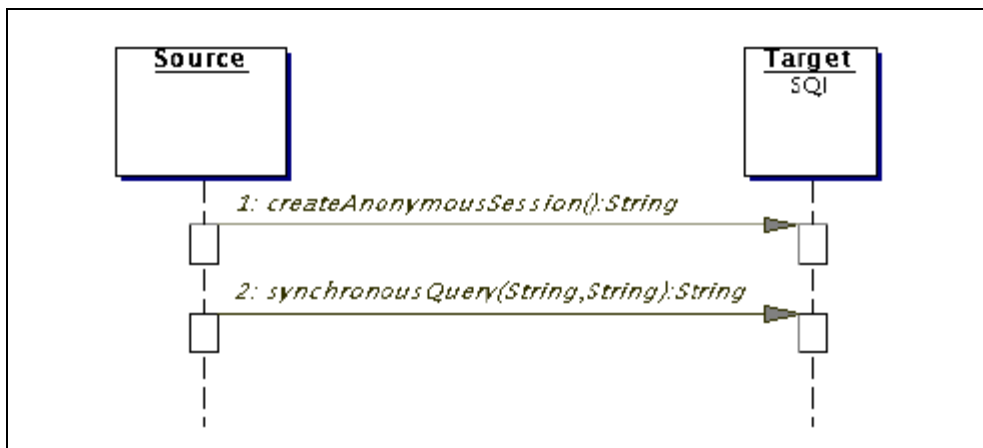 Source
Target
SQI
1: createAnonymousSession():String
2: synchronousQuery(String,String):String